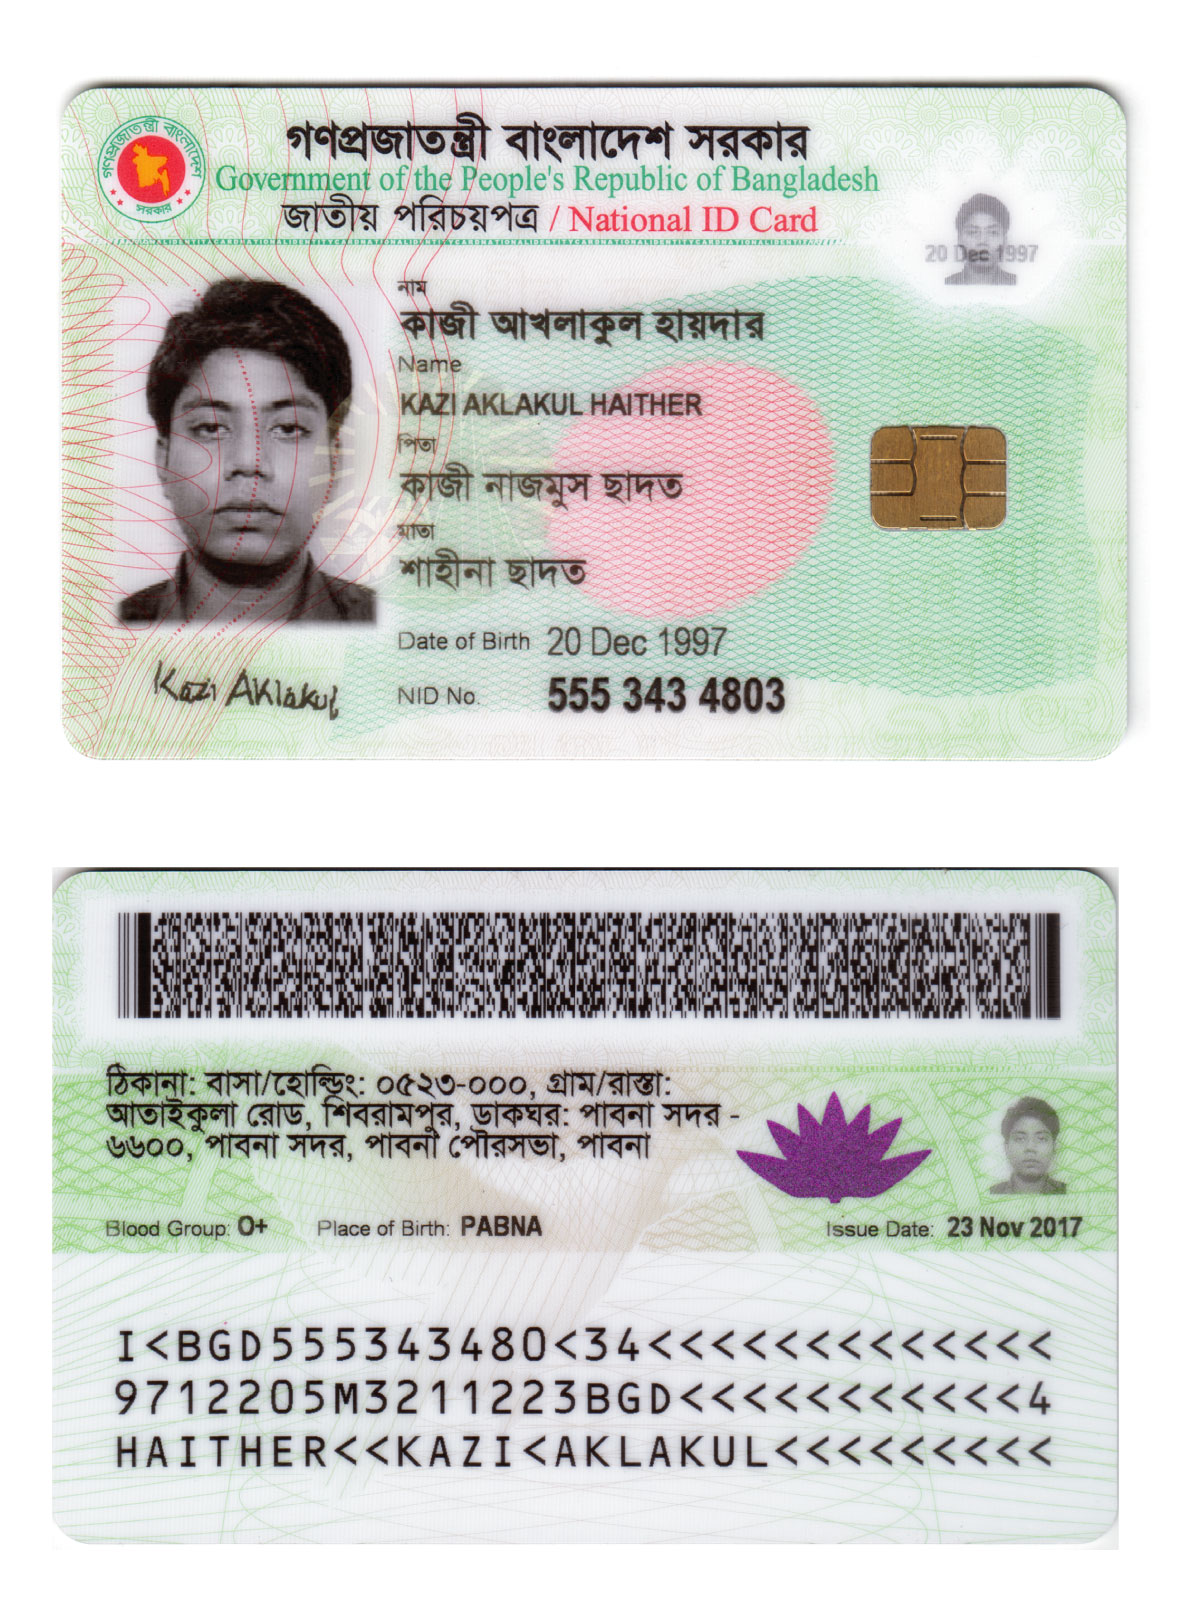 গণপ্রজাতন্ত্রী বাংলাদেশ সরকার
Government of the People's Republic of Bangladesh
জাতীয় পরিচয়পত্র / National ID Card
গণপ্রজাতন্ত্রী বাংলাদেশ
সরকার
20 Dec 1997
নাম
কাজী আখলাকুল হায়দার
Name
KAZI AKLAKUL HAITHER
পিতা
কাজী নাজমুস ছাদত
মাতা
শাহীনা ছাদত
Date of Birth 20 Dec 1997
NID No. 555 343 4803
Kazi Aklakul
ঠিকানা: বাসা/হোল্ডিং: ০৫২৩-০০০, গ্রাম/রাস্তা:
আতাইকুলা রোড, শিবরামপুর, ডাকঘর: পাবনা সদর -
৬৬০০, পাবনা সদর, পাবনা পৌরসভা, পাবনা
Blood Group: O+ Place of Birth: PABNA Issue Date: 23 Nov 2017
I<BGD555343480<34<<<<<<<<<<<<<
9712205M3211223BGD<<<<<<<<<<<4
HAITHER<<KAZI<AKLAKUL<<<<<<<<<